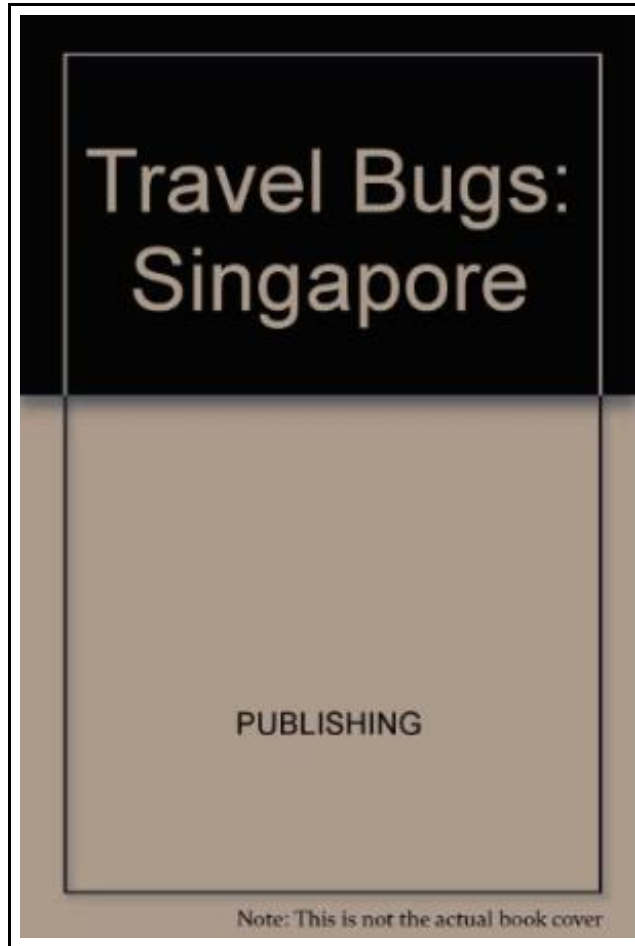 Travel Bugs:
Singapore
PUBLISHING
Note: This is not the actual book cover